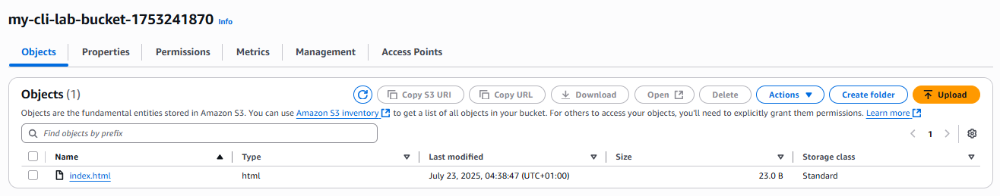 my-cli-lab-bucket-1753241870 Info
Objects Properties Permissions Metrics Management Access Points
Objects (1) Copy S3 URI Copy URL Download Open Delete Actions Create folder Upload
Objects are the fundamental entities stored in Amazon S3. You can use Amazon S3 inventory to get a list of all objects in your bucket. For others to access your objects, you'll need to explicitly grant them permissions. Learn more
Find objects by prefix 1
Name Type Last modified Size Storage class
index.html html July 23, 2025, 04:38:47 (UTC+01:00) 23.0 B Standard